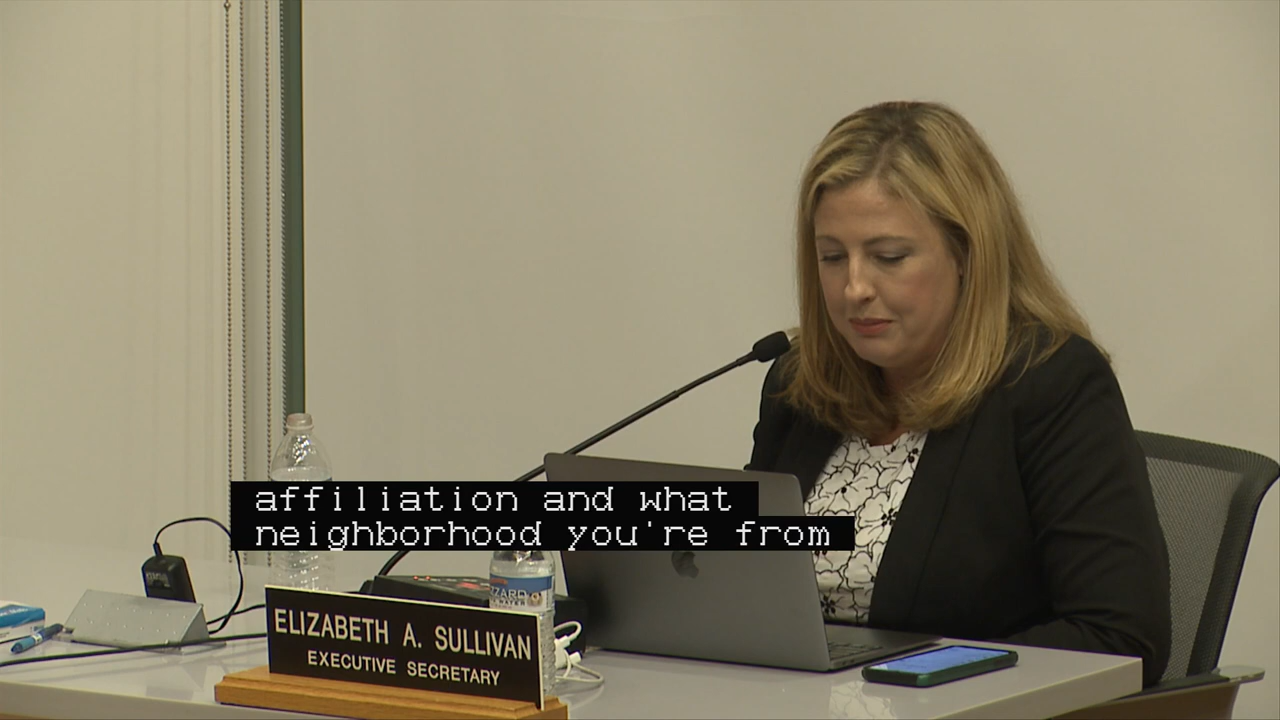 affiliation and what
neighborhood you're from
ELIZABETH A. SULLIVAN
EXECUTIVE SECRETARY